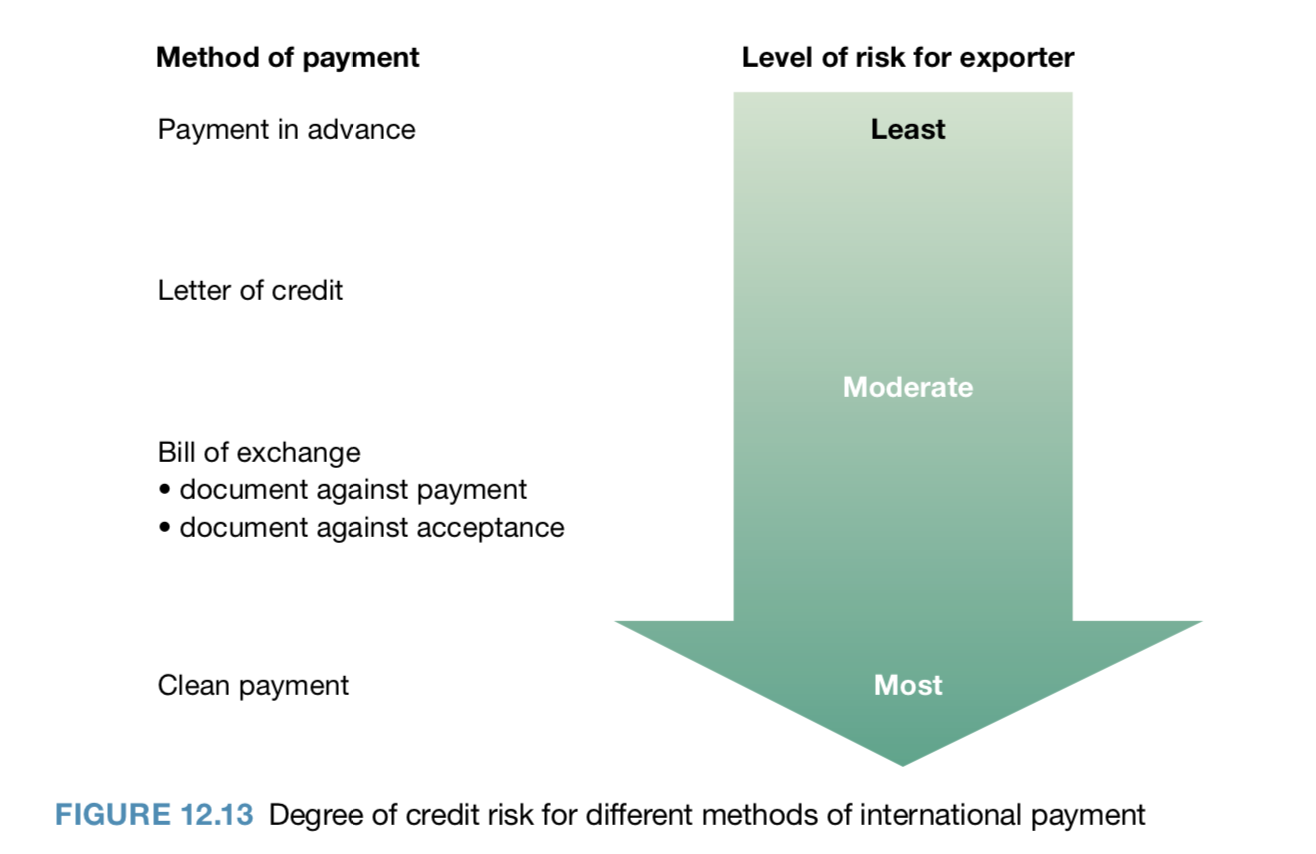 Method of payment
Level of risk for exporter
Payment in advance
Least
Letter of credit
Moderate
Bill of exchange
• document against payment
• document against acceptance
Clean payment
Most
FIGURE 12.13 Degree of credit risk for different methods of international payment